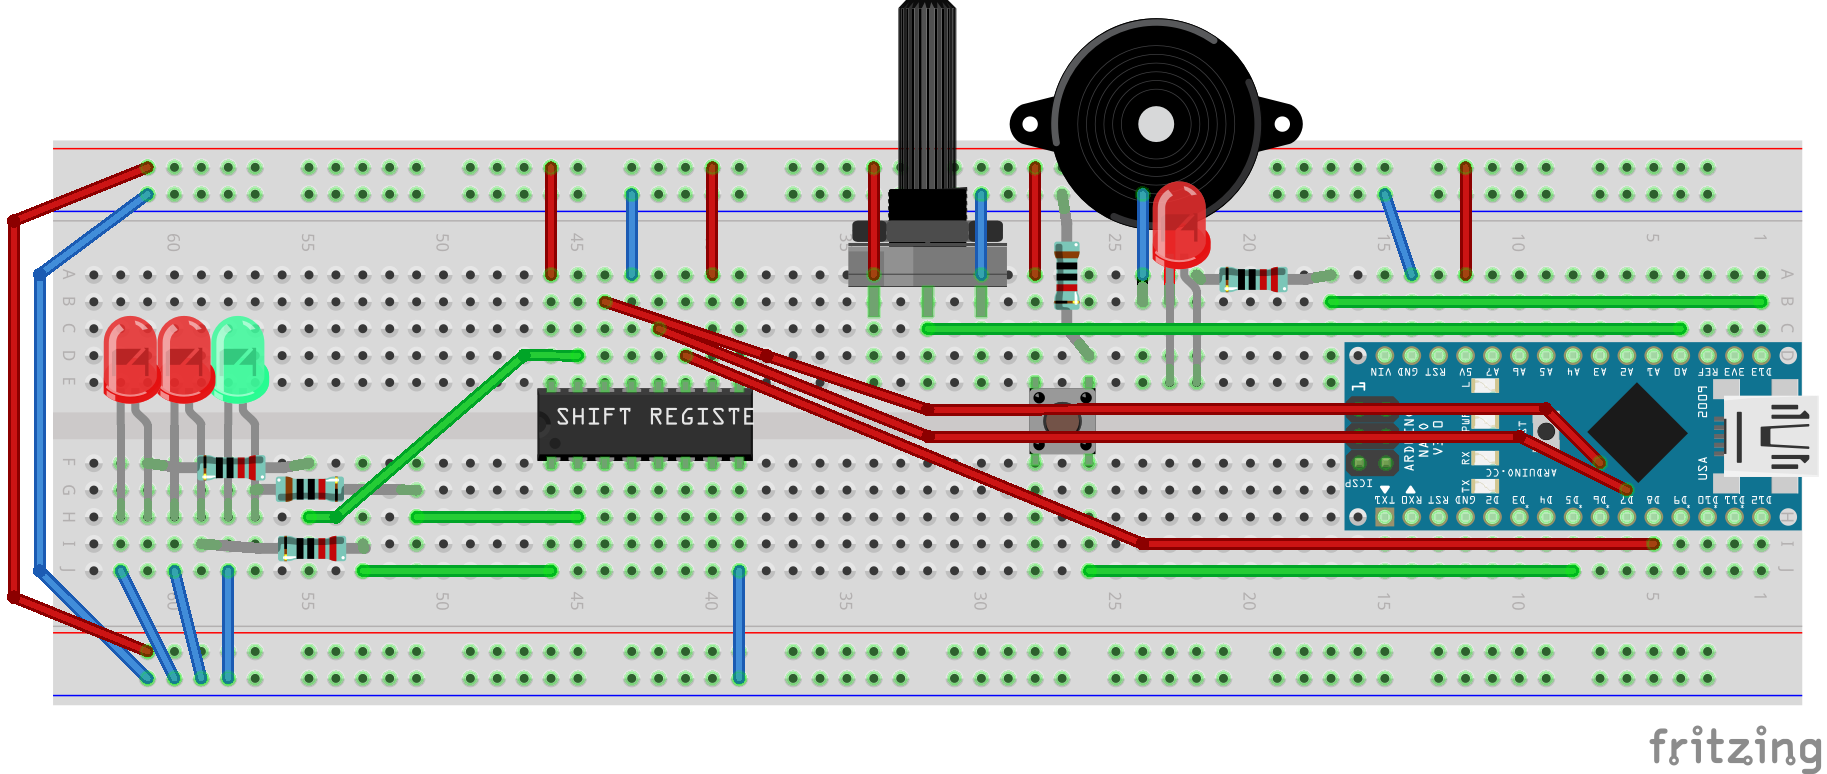 60 55 50 45 35 25 20 15 10 5 1
A A
B B
C C
D D
E
VIN GND RST 5V A7 A6 A5 A4 A3 A2 A1 A0 REF 3V3 D13
1
L
SHIFT REGISTE
PWR
ARDUINO
NANO
V3.0
RST
USA
F
RX
ARDUINO.CC
G
ICSP
TX
TX1 RX0 RST GND D2 D3 D4 D5 D6 D7 D8 D9 D10 D11 D12
H H
I I
J J
60 55 50 45 40 35 30 25 20 15 10 5 1
fritzing